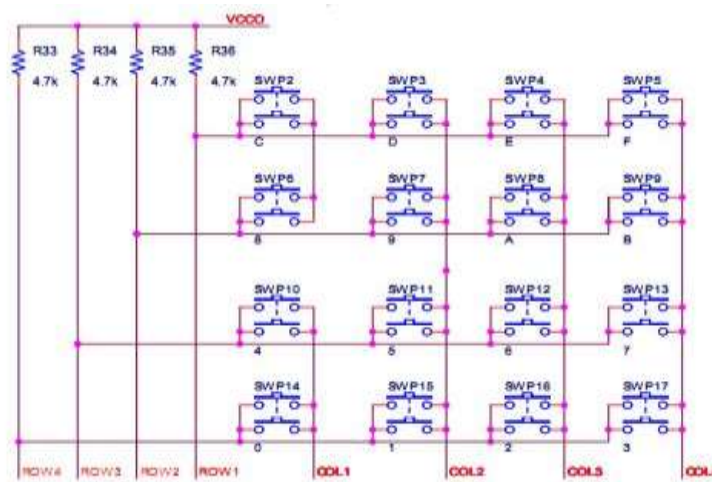 VCCO
R33 R34 R35 R36
4.7k 4.7k 4.7k 4.7k
SWP2 SWP3 SWP4 SWP5
C D E F
SWP6 SWP7 SWP8 SWP9
8 9 A B
SWP10 SWP11 SWP12 SWP13
4 5 6 7
SWP14 SWP15 SWP16 SWP17
0 1 2 3
ROW4 ROW3 ROW2 ROW1 COL1 COL2 COL3 COL